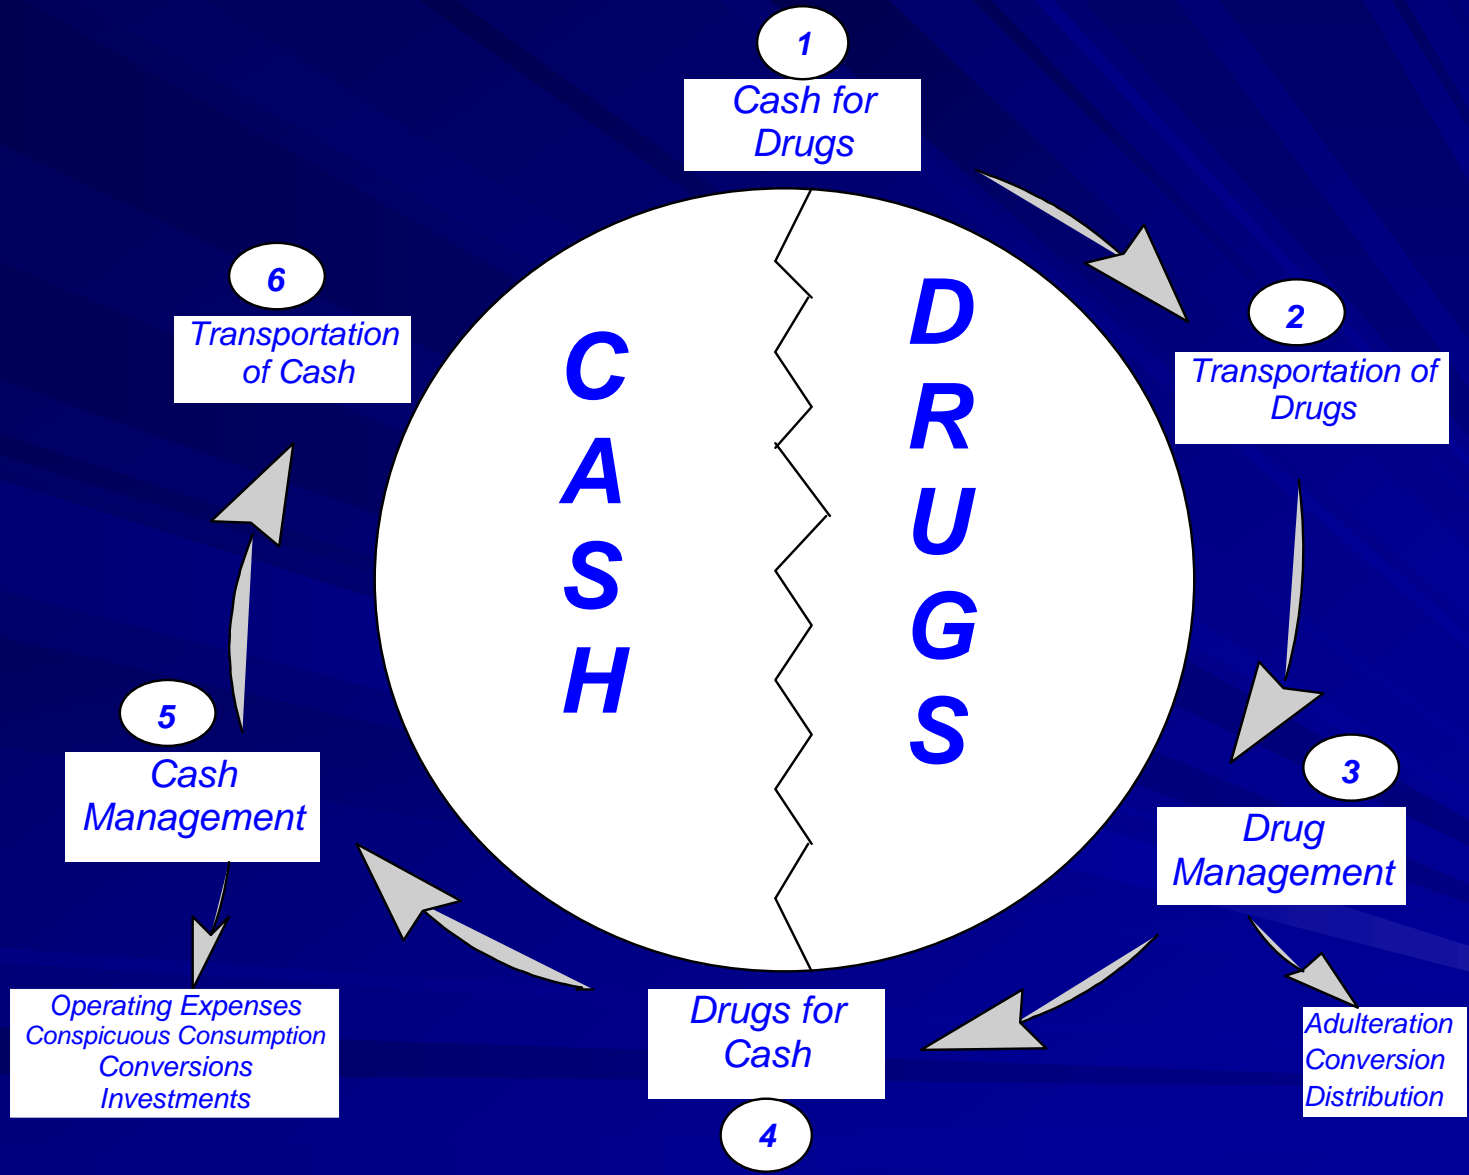 1
Cash for
Drugs
2
Transportation of
Drugs
3
Drug
Management
Adulteration
Conversion
Distribution
Drugs for
Cash
4
5
Cash
Management
Operating Expenses
Conspicuous Consumption
Conversions
Investments
6
Transportation
of Cash
C
A
S
H
D
R
U
G
S